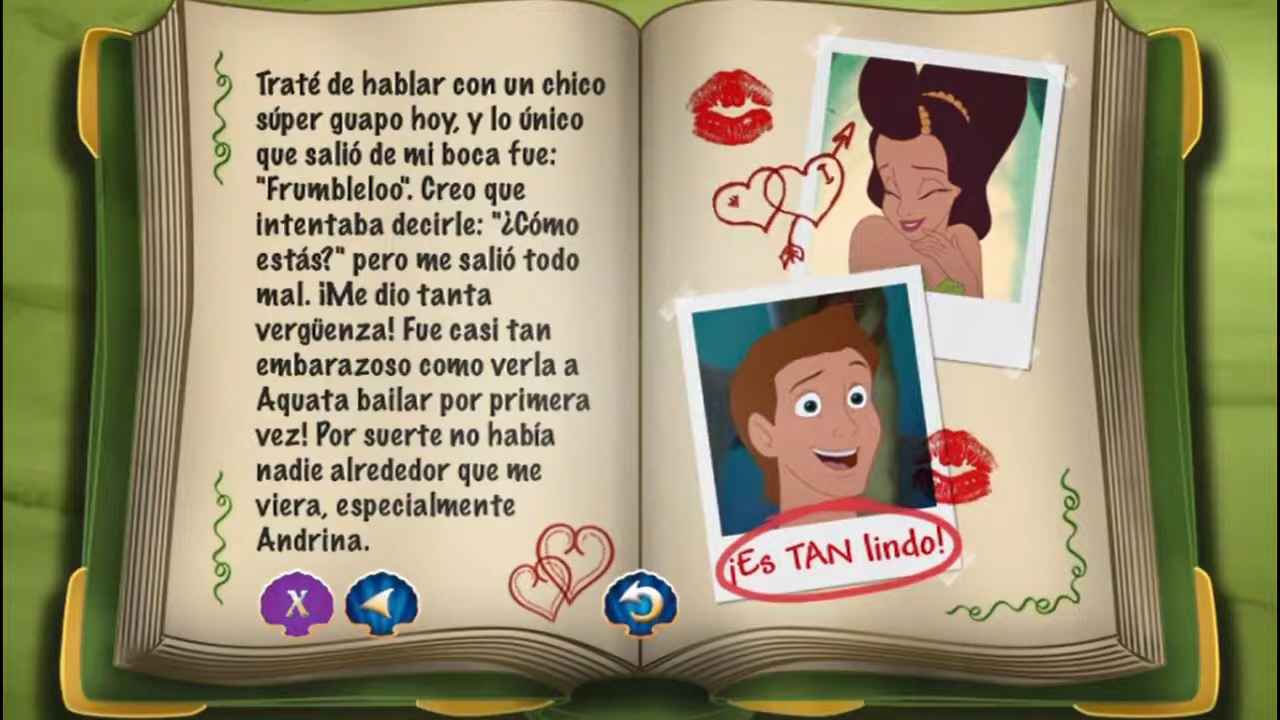 Traté de hablar con un chico
súper guapo hoy, y lo único
que salió de mi boca fue:
"Frumbleloo". Creo que
intentaba decirle: "¿Cómo
estás?" pero me salió todo
mal. ¡Me dio tanta
vergüenza! Fue casi tan
embarazoso como verla a
Aquata bailar por primera
vez! Por suerte no había
nadie alrededor que me
viera, especialmente
Andrina.
X
I
¡Es TAN lindo!